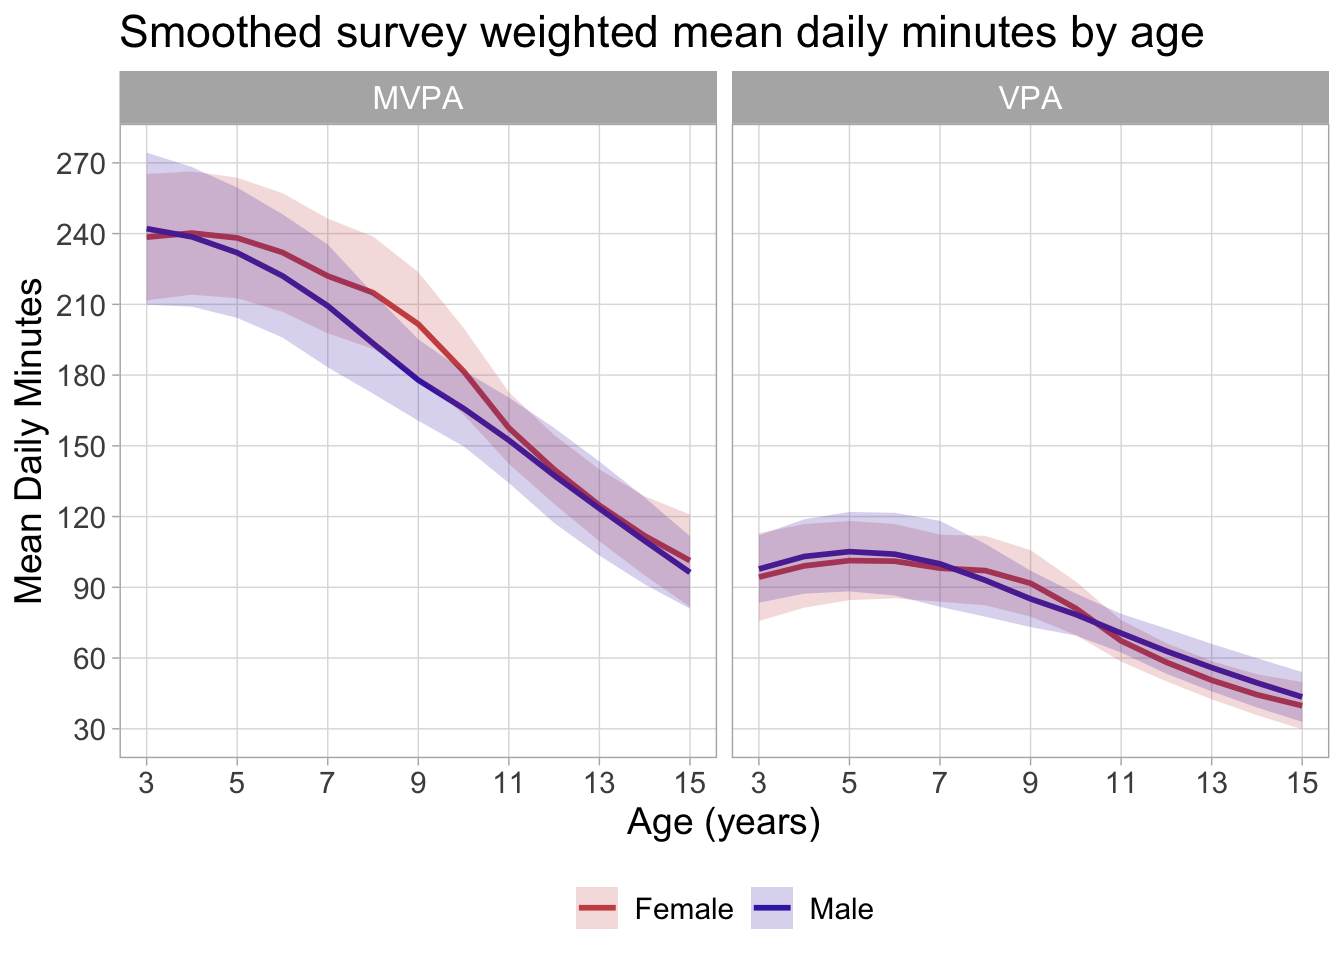 Smoothed survey weighted mean daily minutes by age
MVPA
VPA
Mean Daily Minutes
270
240
210
180
150
120
90
60
30
3 5 7 9 11 13 15
3 5 7 9 11 13 15
Age (years)
Female Male